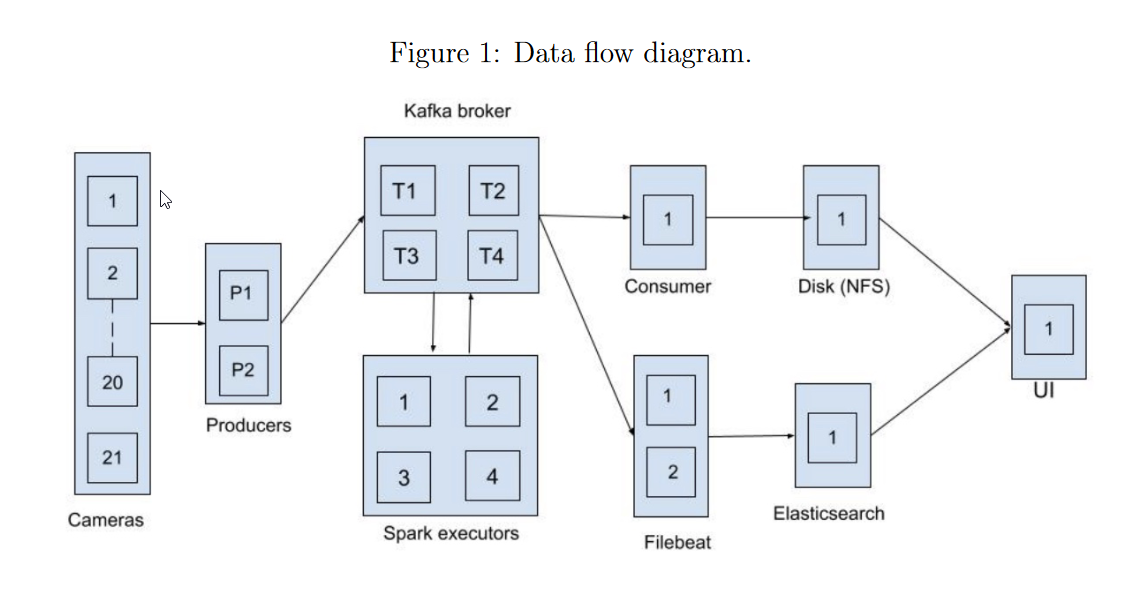 Figure 1: Data flow diagram.
Kafka broker
T1 T2
T3 T4
1
2
20
21
Cameras
P1
P2
Producers
1 2
3 4
Spark executors
1
Consumer
1
Disk (NFS)
1
2
Filebeat
1
Elasticsearch
1
UI